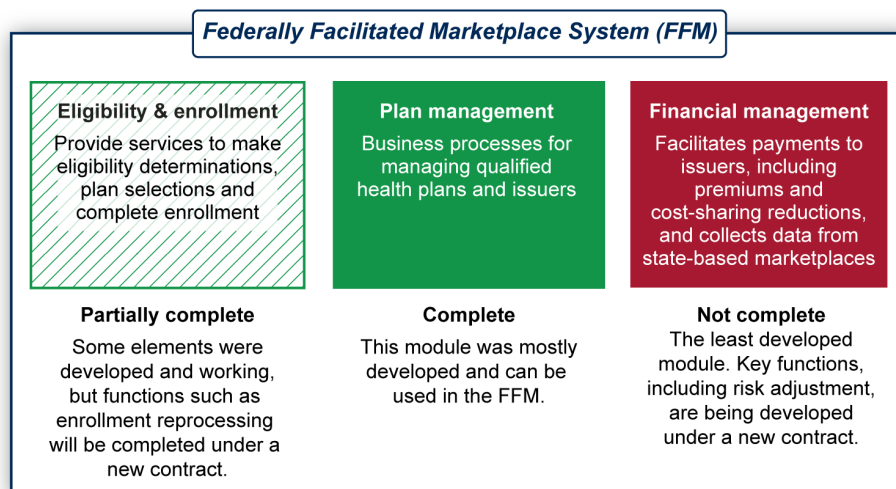 Federally Facilitated Marketplace System (FFM)
Eligibility & enrollment
Provide services to make
eligibility determinations,
plan selections and
complete enrollment
Partially complete
Some elements were
developed and working,
but functions such as
enrollment reprocessing
will be completed under a
new contract.
Plan management
Business processes for
managing qualified
health plans and issuers
Complete
This module was mostly
developed and can be
used in the FFM.
Financial management
Facilitates payments to
issuers, including
premiums and
cost-sharing reductions,
and collects data from
state-based marketplaces
Not complete
The least developed
module. Key functions,
including risk adjustment,
are being developed
under a new contract.